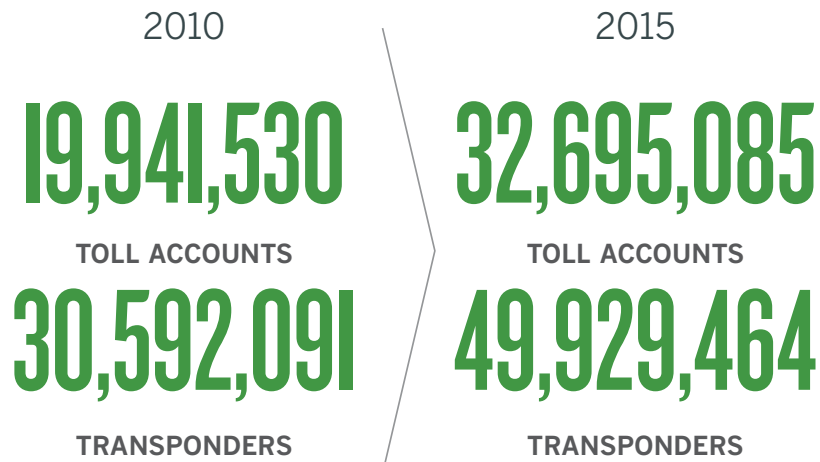 2010
19,941,530
TOLL ACCOUNTS
30,592,091
TRANSPONDERS
2015
32,695,085
TOLL ACCOUNTS
49,929,464
TRANSPONDERS